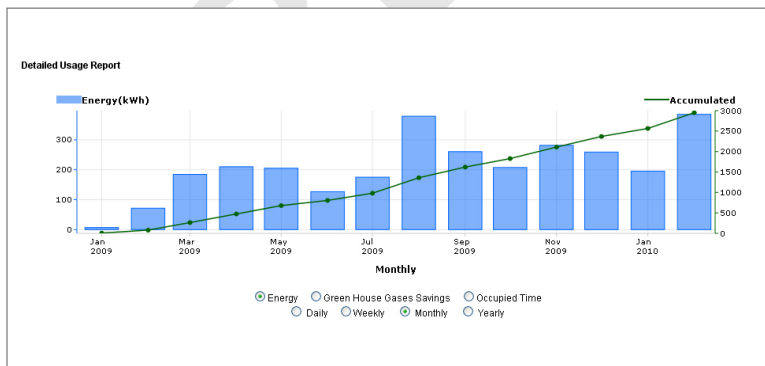 Detailed Usage Report
Energy(kWh)
Accumulated
300
200
100
0
3000
2500
2000
1500
1000
500
0
Jan 2009
Mar 2009
May 2009
Jul 2009
Sep 2009
Nov 2009
Jan 2010
Monthly
Energy Green House Gases Savings Occupied Time
Daily Weekly Monthly Yearly